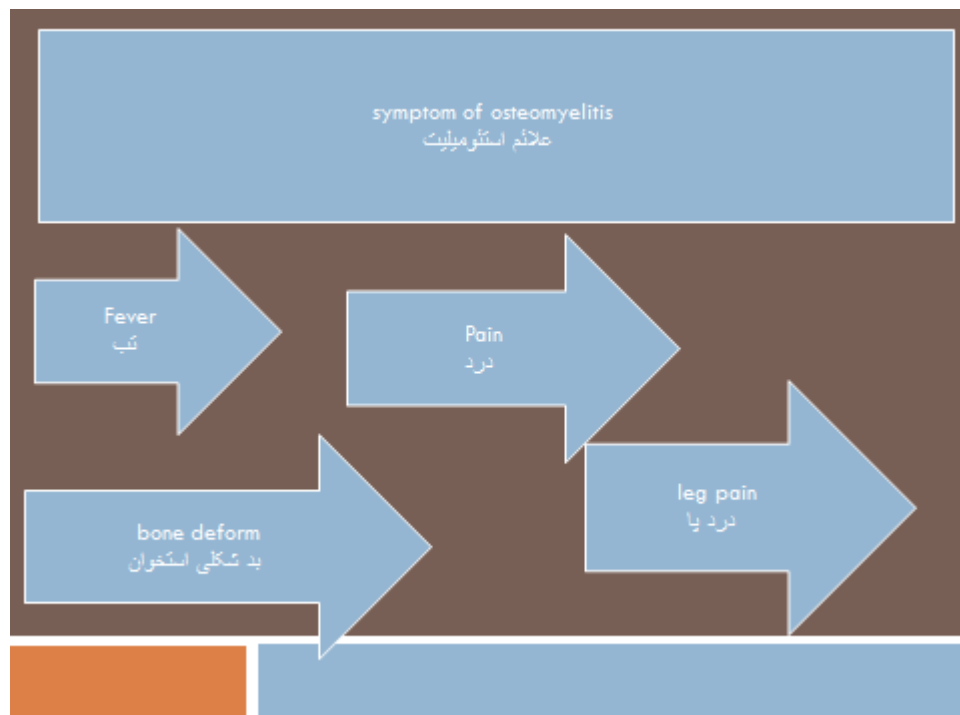 symptom of osteomyelitis
علائم استئومیلیت
Fever
تب
Pain
درد
leg pain
درد پا
bone deform
بد شکلی استخوان